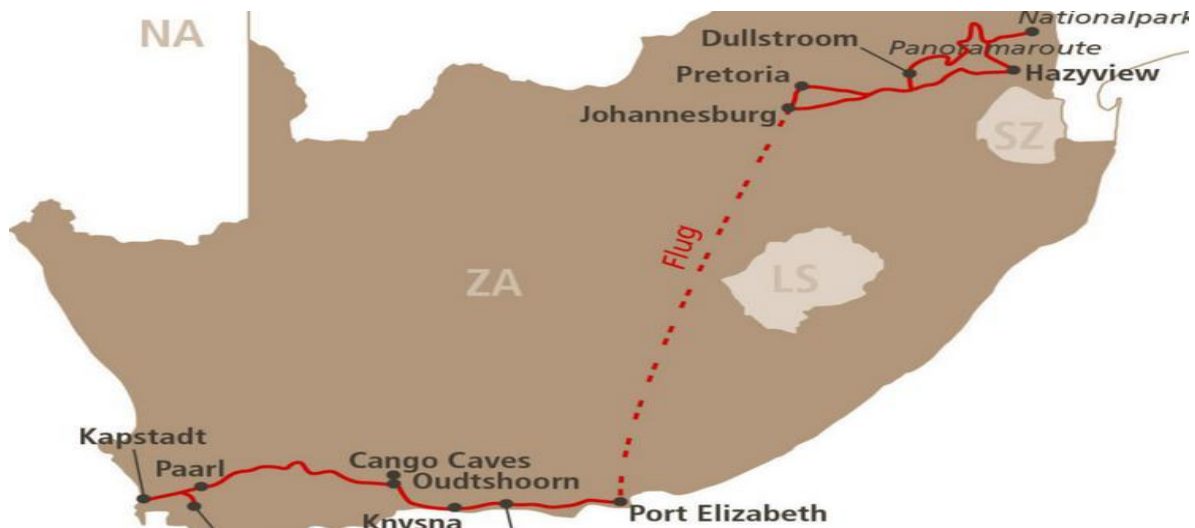 NA
Nationalpark
Dullstroom
Panoramaroute
Pretoria
Hazyview
Johannesburg
SZ
Flug
ZA
LS
Kapstadt
Paarl
Cango Caves
Oudtshoorn
Knysna
Port Elizabeth